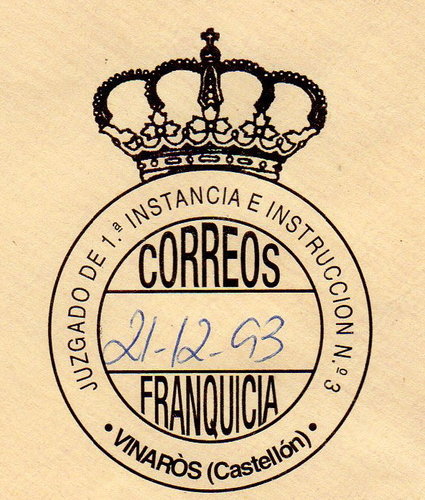 JUZGADO DE 1.ª INSTANCIA E INSTRUCCION N.º 3
CORREOS
21-12-93
FRANQUICIA
• VINARÒS (Castellón) •